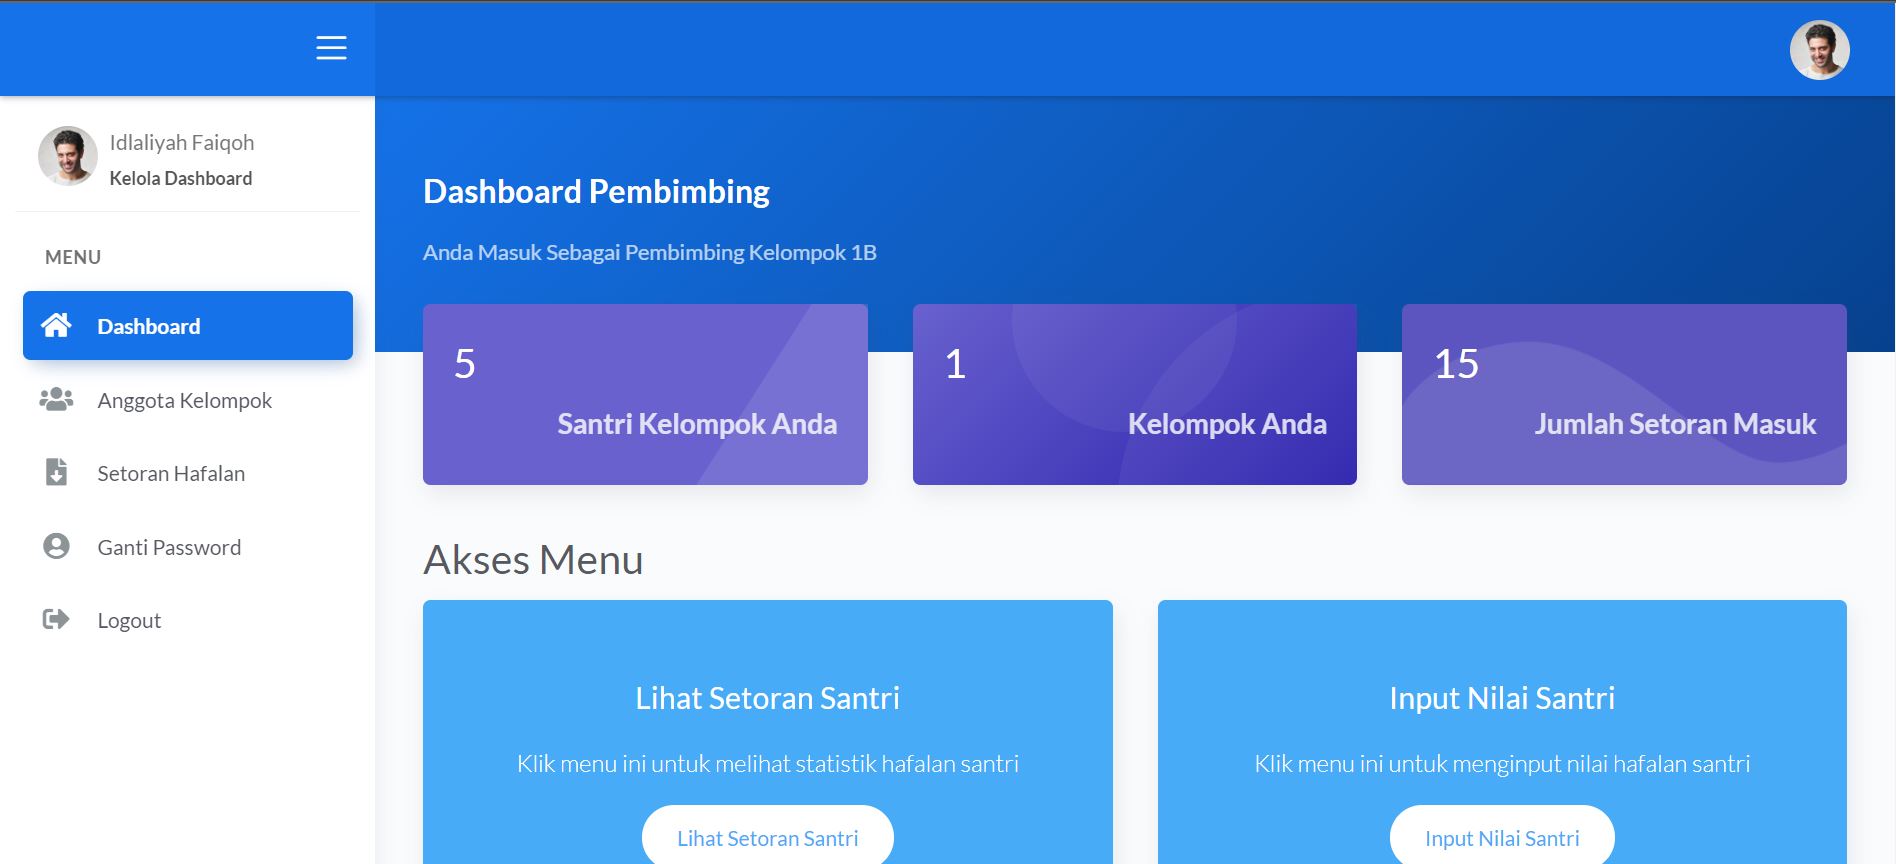 Idlaliyah Faiqoh
Kelola Dashboard
MENU
Dashboard
Anggota Kelompok
Setoran Hafalan
Ganti Password
Logout
Dashboard Pembimbing
Anda Masuk Sebagai Pembimbing Kelompok 1B
5
Santri Kelompok Anda
1
Kelompok Anda
15
Jumlah Setoran Masuk
Akses Menu
Lihat Setoran Santri
Klik menu ini untuk melihat statistik hafalan santri
Lihat Setoran Santri
Input Nilai Santri
Klik menu ini untuk menginput nilai hafalan santri
Input Nilai Santri